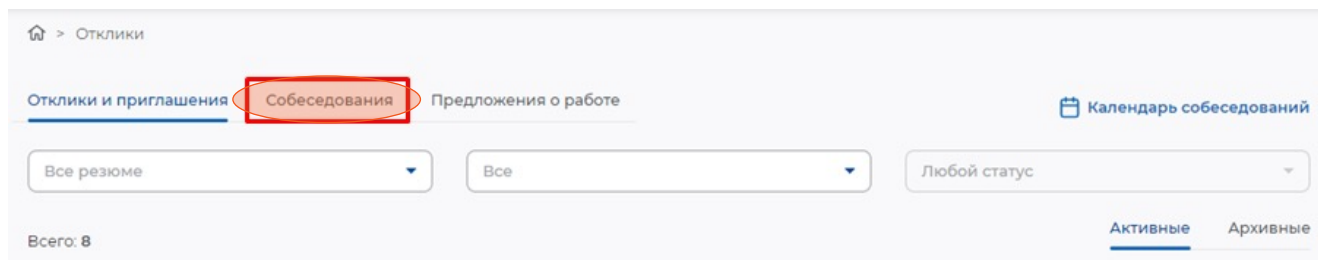 > Отклики
Отклики и приглашения Собеседования Предложения о работе Календарь собеседований
Все резюме Все Любой статус
Всего: 8 Активные Архивные